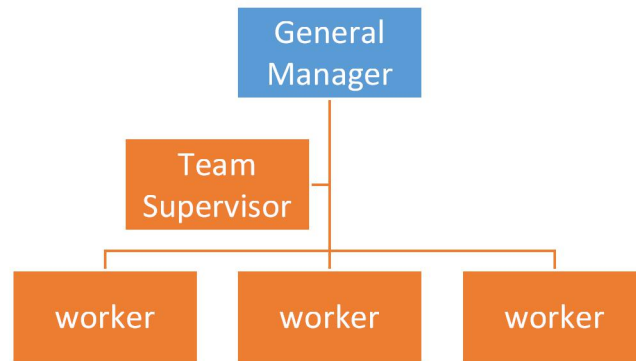 General
Manager
Team
Supervisor
worker
worker
worker